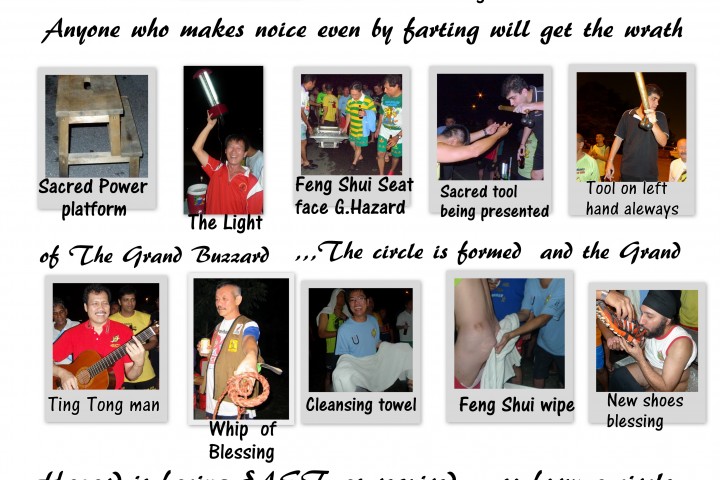 Anyone who makes noice even by farting will get the wrath
Sacred Power
platform
The Light
Feng Shui Seat
face G.Hazard
Sacred tool
being presented
Tool on left
hand aleways
of The Grand Buzzard ,,,The circle is formed and the Grand
Ting Tong man
Whip of
Blessing
Cleansing towel
Feng Shui wipe
New shoes
blessing